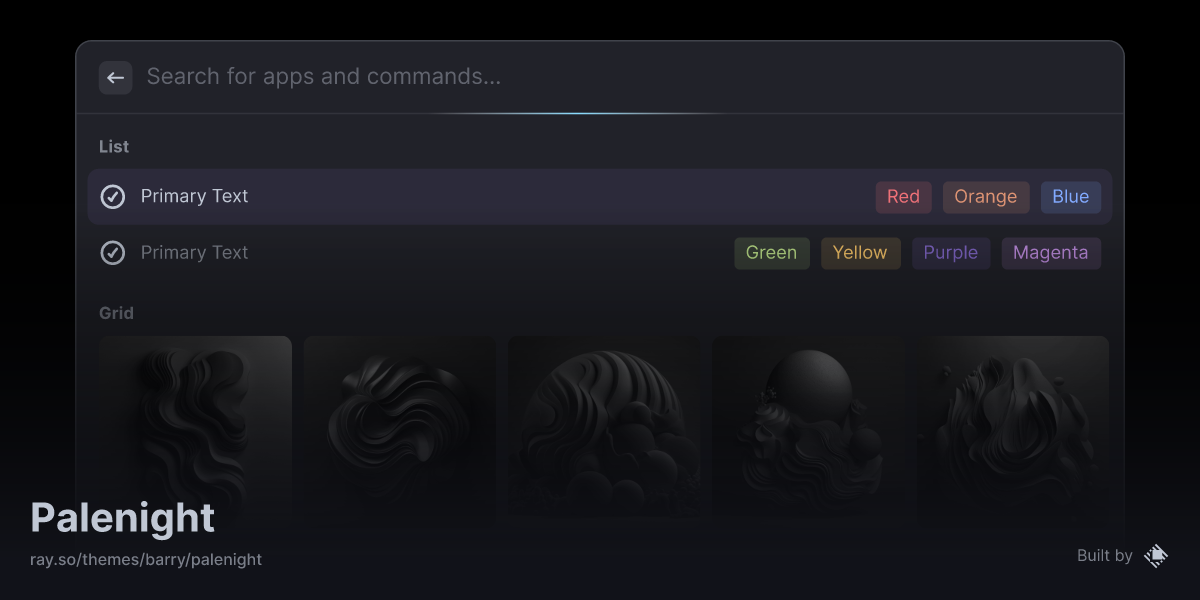 Search for apps and commands...
List
Primary Text Red Orange Blue
Primary Text Green Yellow Purple Magenta
Grid
Palenight
ray.so/themes/barry/palenight
Built by